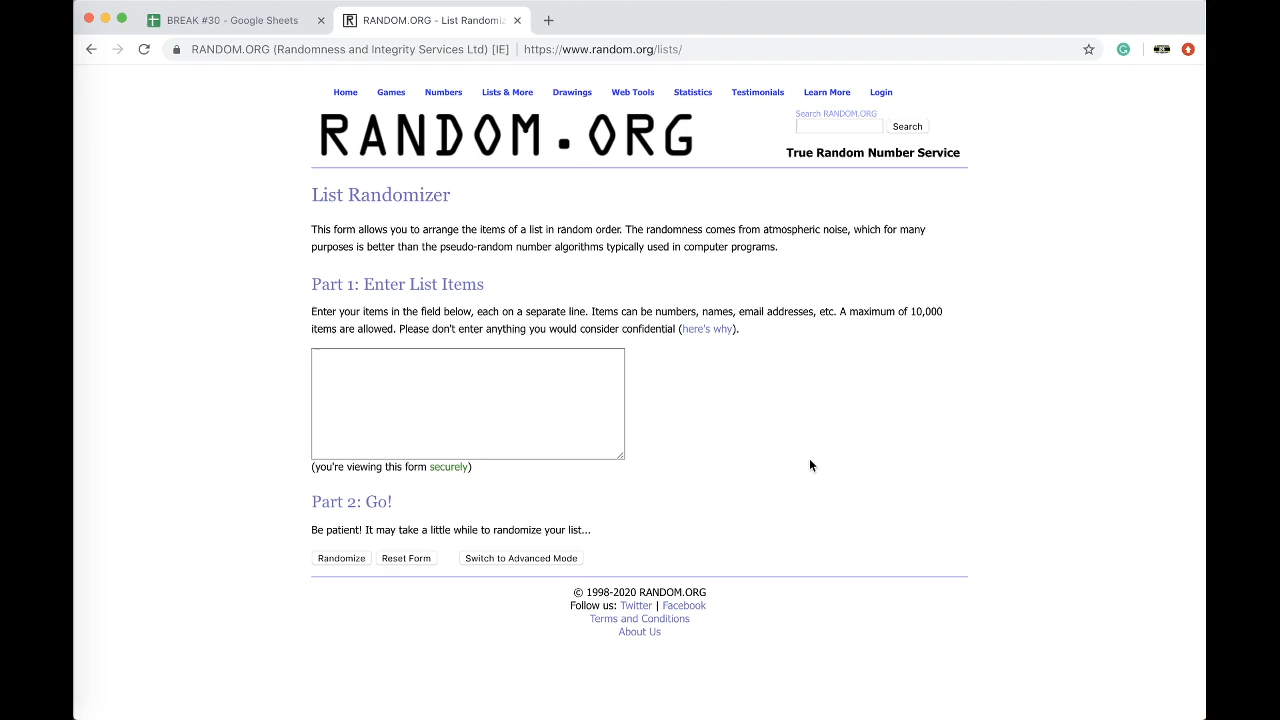 BREAK #30 - Google Sheets
RANDOM.ORG - List Randomiz
RANDOM.ORG (Randomness and Integrity Services Ltd) [IE] | https://www.random.org/lists/
Home Games Numbers Lists & More Drawings Web Tools Statistics Testimonials Learn More Login
Search RANDOM.ORG
RANDOM.ORG
Search
True Random Number Service
List Randomizer
This form allows you to arrange the items of a list in random order. The randomness comes from atmospheric noise, which for many
purposes is better than the pseudo-random number algorithms typically used in computer programs.
Part 1: Enter List Items
Enter your items in the field below, each on a separate line. Items can be numbers, names, email addresses, etc. A maximum of 10,000
items are allowed. Please don't enter anything you would consider confidential (here's why).
(you're viewing this form securely)
Part 2: Go!
Be patient! It may take a little while to randomize your list...
Randomize Reset Form Switch to Advanced Mode
© 1998-2020 RANDOM.ORG
Follow us: Twitter | Facebook
Terms and Conditions
About Us